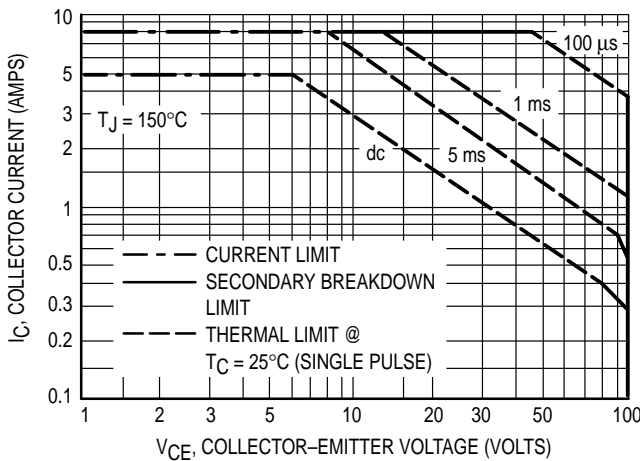 10
5
3
2
1
0.5
0.3
0.2
0.1
IC, COLLECTOR CURRENT (AMPS)
TJ = 150°C
100 µs
1 ms
5 ms
dc
CURRENT LIMIT
SECONDARY BREAKDOWN
LIMIT
THERMAL LIMIT @
TC = 25°C (SINGLE PULSE)
1 2 3 5 10 20 30 50 100
VCE, COLLECTOR–EMITTER VOLTAGE (VOLTS)